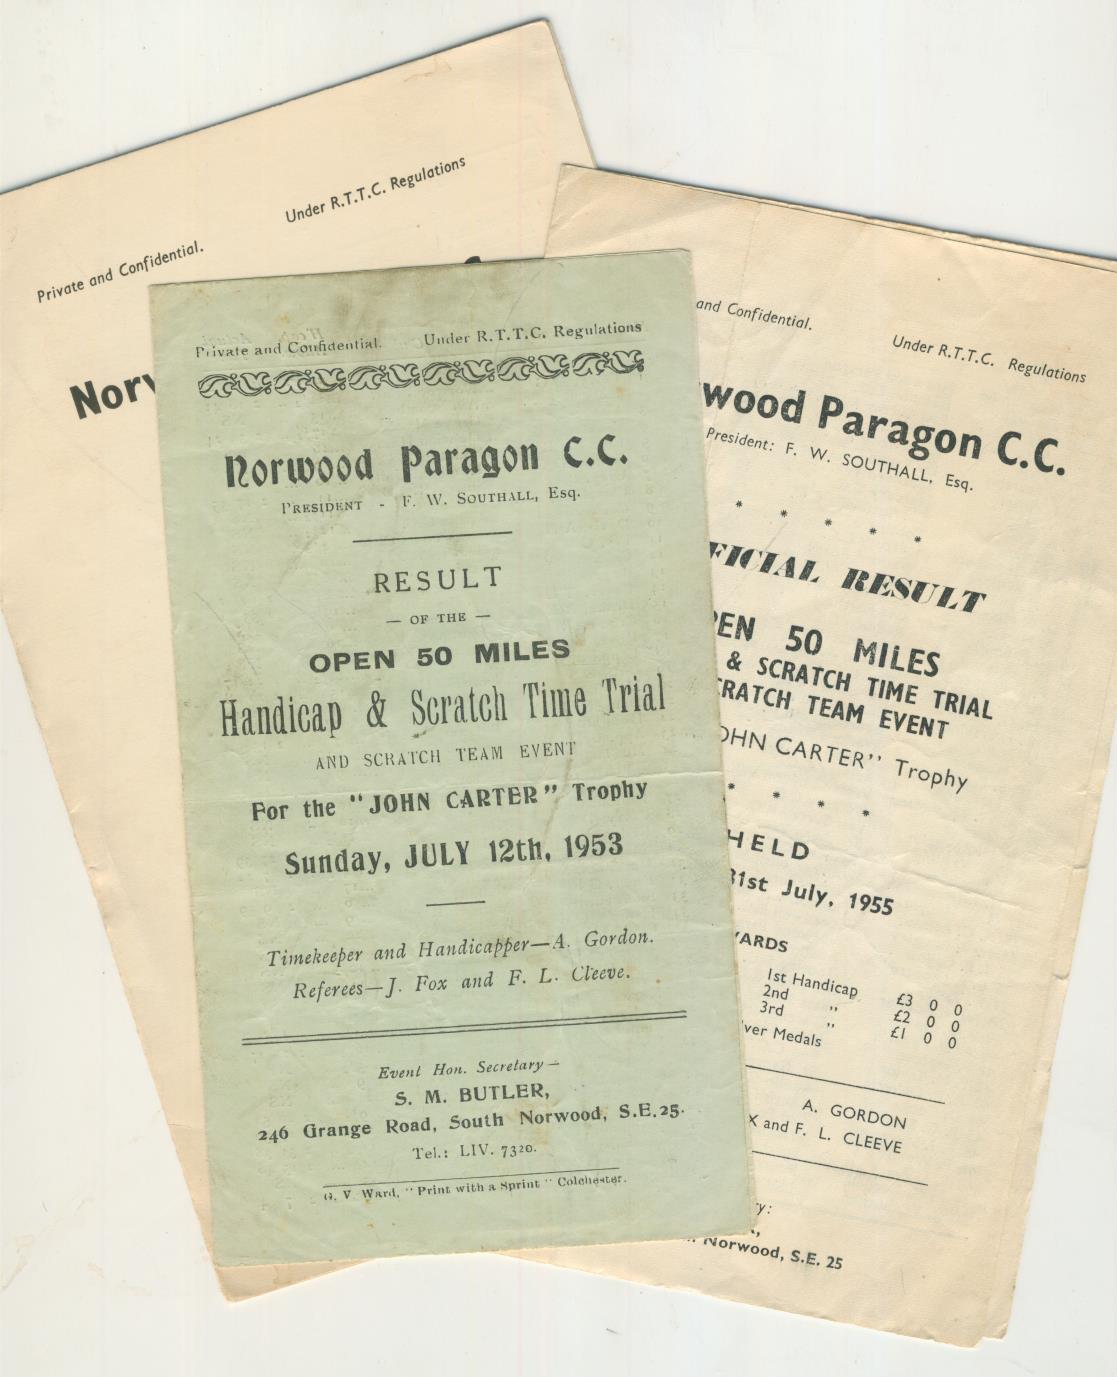 Private and Confidential.
Under R.T.T.C. Regulations
Norw
Private and Confidential.
Under R.T.T.C. Regulations
Norwood Paragon C.C.
PRESIDENT - F. W. SOUTHALL, Esq.
RESULT
— OF THE —
OPEN 50 MILES
Handicap & Scratch Time Trial
AND SCRATCH TEAM EVENT
For the "JOHN CARTER" Trophy
Sunday, JULY 12th, 1953
Timekeeper and Handicapper—A. Gordon.
Referees—J. Fox and F. L. Cleeve.
Event Hon. Secretary—
S. M. BUTLER,
246 Grange Road, South Norwood, S.E.25.
Tel.: LIV. 7320.
G. V. Ward, "Print with a Sprint" Colchester.
and Confidential.
Under R.T.T.C. Regulations
wood Paragon C.C.
President: F. W. SOUTHALL, Esq.
* * * * *
FICIAL RESULT
PEN 50 MILES
& SCRATCH TIME TRIAL
CRATCH TEAM EVENT
OHN CARTER" Trophy
* * * *
HELD
31st July, 1955
ARDS
1st Handicap £3 0 0
2nd " £2 0 0
3rd " £1 0 0
ver Medals
A. GORDON
X and F. L. CLEEVE
ry:
Norwood, S.E. 25